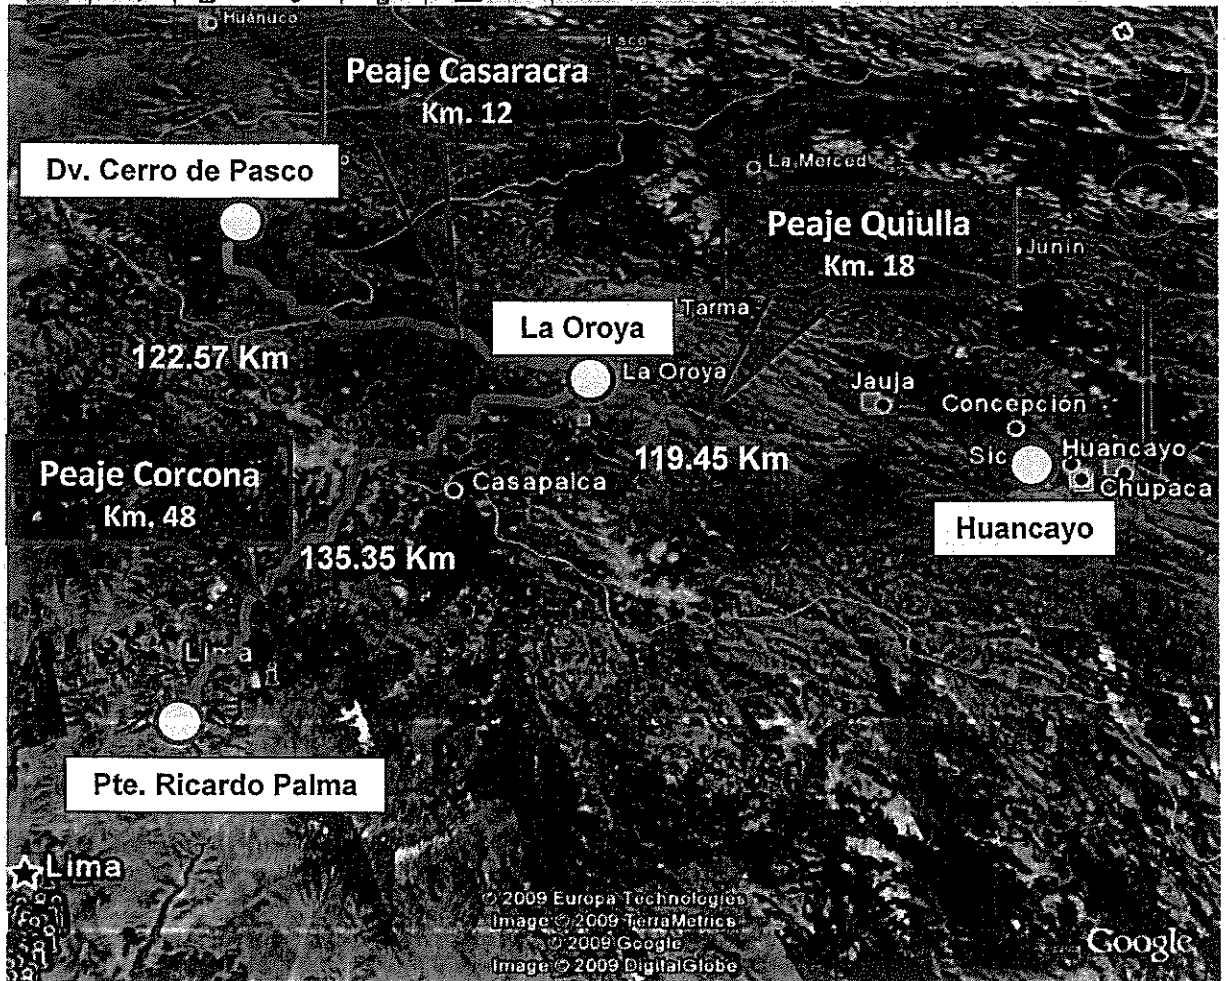 Huánuco
Peaje Casaracra
Km. 12
Dv. Cerro de Pasco
La Merced
Peaje Quiulla
Km. 18
Junín
La Oroya
Tarma
122.57 Km
La Oroya
Jauja
Concepción
Peaje Corcona
Km. 48
119.45 Km
Sic
Huancayo
Casapalca
Chupaca
Huancayo
135.35 Km
Lima
Pte. Ricardo Palma
Lima
© 2009 Europa Technologies
Image © 2009 TerraMetrics
© 2009 Google
Image © 2009 DigitalGlobe
Google